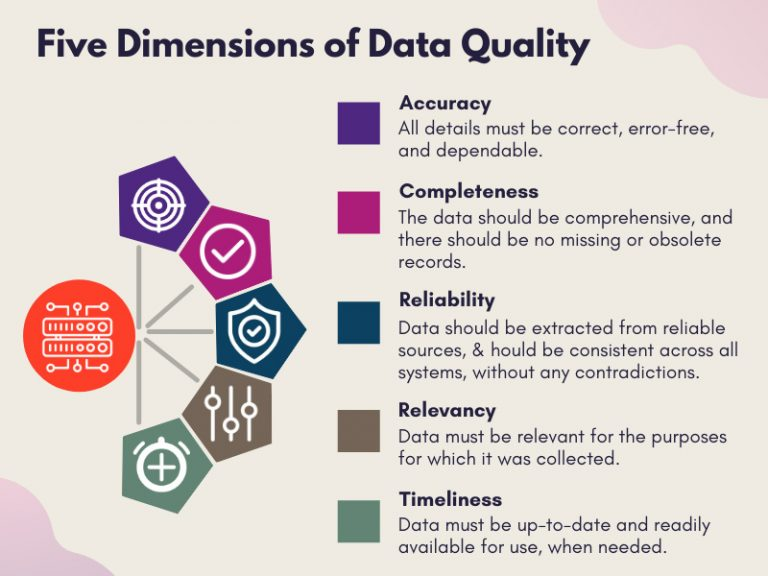 Five Dimensions of Data Quality
Accuracy
All details must be correct, error-free,
and dependable.
Completeness
The data should be comprehensive, and
there should be no missing or obsolete
records.
Reliability
Data should be extracted from reliable
sources, & hould be consistent across all
systems, without any contradictions.
Relevancy
Data must be relevant for the purposes
for which it was collected.
Timeliness
Data must be up-to-date and readily
available for use, when needed.